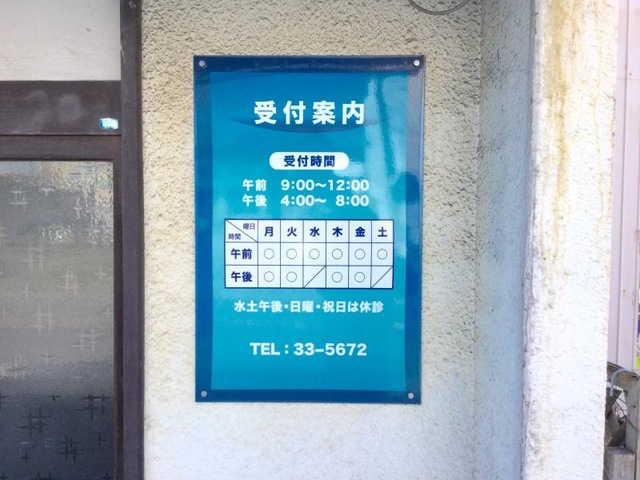 受付案内
受付時間
午前 9:00〜12:00
午後 4:00〜 8:00
曜日 時間 月 火 水 木 金 土
午前 ○ ○ ○ ○ ○ ○
午後 ○ ○ ／ ○ ○ ／
水土午後・日曜・祝日は休診
TEL：33-5672